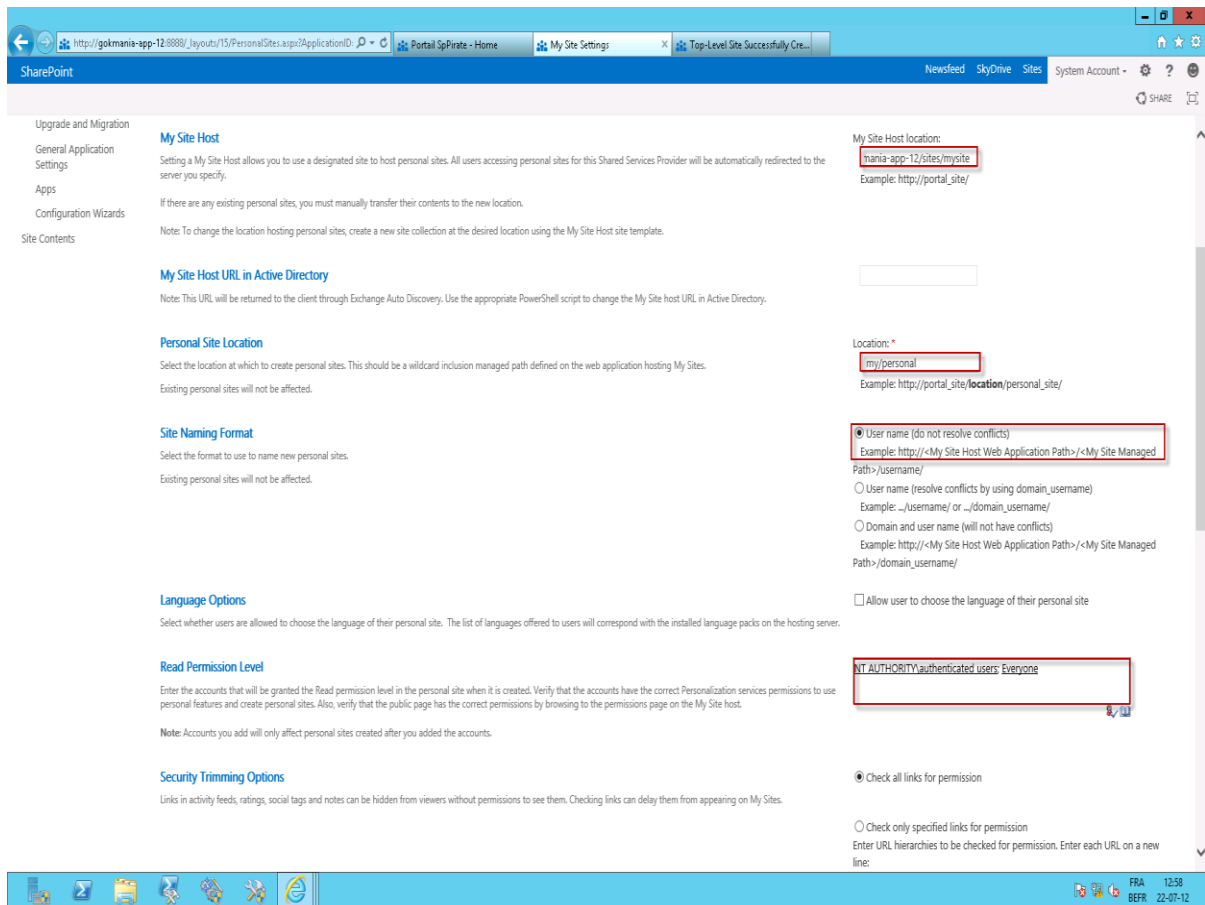 http://gokmania-app-12:8888/_layouts/15/PersonalSites.aspx?ApplicationID:
Portail SpPirate - Home
My Site Settings
Top-Level Site Successfully Cre...
SharePoint
Newsfeed SkyDrive Sites System Account
SHARE
Upgrade and Migration
General Application
Settings
Apps
Configuration Wizards
Site Contents
My Site Host
Setting a My Site Host allows you to use a designated site to host personal sites. All users accessing personal sites for this Shared Services Provider will be automatically redirected to the
server you specify.
If there are any existing personal sites, you must manually transfer their contents to the new location.
Note: To change the location hosting personal sites, create a new site collection at the desired location using the My Site Host site template.
My Site Host location:
mania-app-12/sites/mysite
Example: http://portal_site/
My Site Host URL in Active Directory
Note: This URL will be returned to the client through Exchange Auto Discovery. Use the appropriate PowerShell script to change the My Site host URL in Active Directory.
Personal Site Location
Select the location at which to create personal sites. This should be a wildcard inclusion managed path defined on the web application hosting My Sites.
Existing personal sites will not be affected.
Location: *
my/personal
Example: http://portal_site/location/personal_site/
Site Naming Format
Select the format to use to name new personal sites.
Existing personal sites will not be affected.
User name (do not resolve conflicts)
Example: http://<My Site Host Web Application Path>/<My Site Managed
Path>/username/
User name (resolve conflicts by using domain_username)
Example: .../username/ or .../domain_username/
Domain and user name (will not have conflicts)
Example: http://<My Site Host Web Application Path>/<My Site Managed
Path>/domain_username/
Language Options
Select whether users are allowed to choose the language of their personal site. The list of languages offered to users will correspond with the installed language packs on the hosting server.
Allow user to choose the language of their personal site
Read Permission Level
Enter the accounts that will be granted the Read permission level in the personal site when it is created. Verify that the accounts have the correct Personalization services permissions to use
personal features and create personal sites. Also, verify that the public page has the correct permissions by browsing to the permissions page on the My Site host.
Note: Accounts you add will only affect personal sites created after you added the accounts.
NT AUTHORITY\authenticated users; Everyone
Security Trimming Options
Links in activity feeds, ratings, social tags and notes can be hidden from viewers without permissions to see them. Checking links can delay them from appearing on My Sites.
Check all links for permission
Check only specified links for permission
Enter URL hierarchies to be checked for permission. Enter each URL on a new
line:
FRA 12:58
BEFR 22-07-12